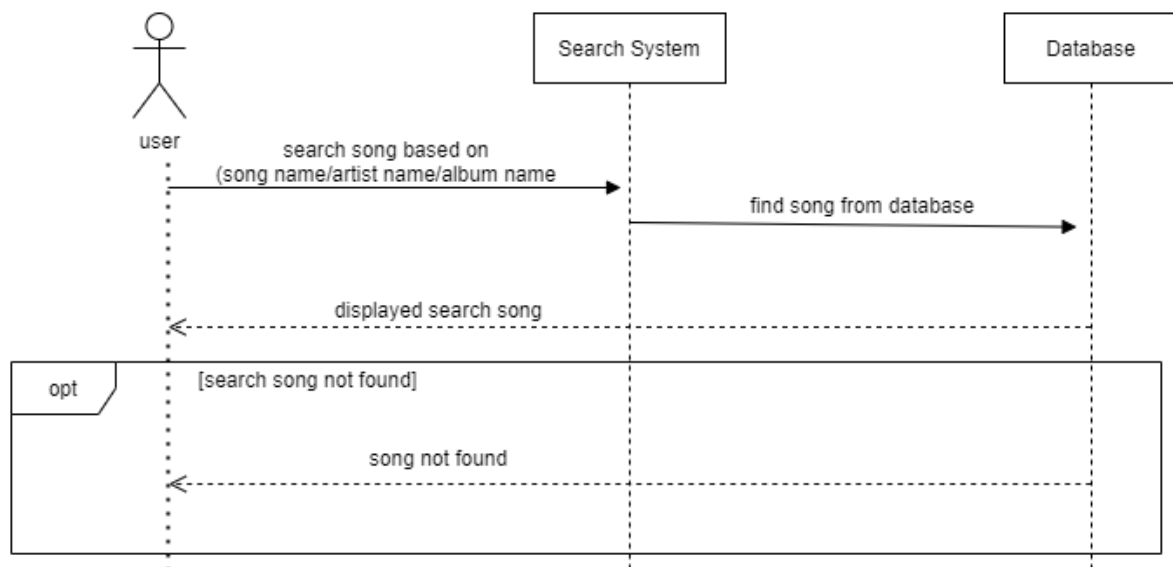 Search System
Database
user
search song based on
(song name/artist name/album name
find song from database
displayed search song
opt
[search song not found]
song not found